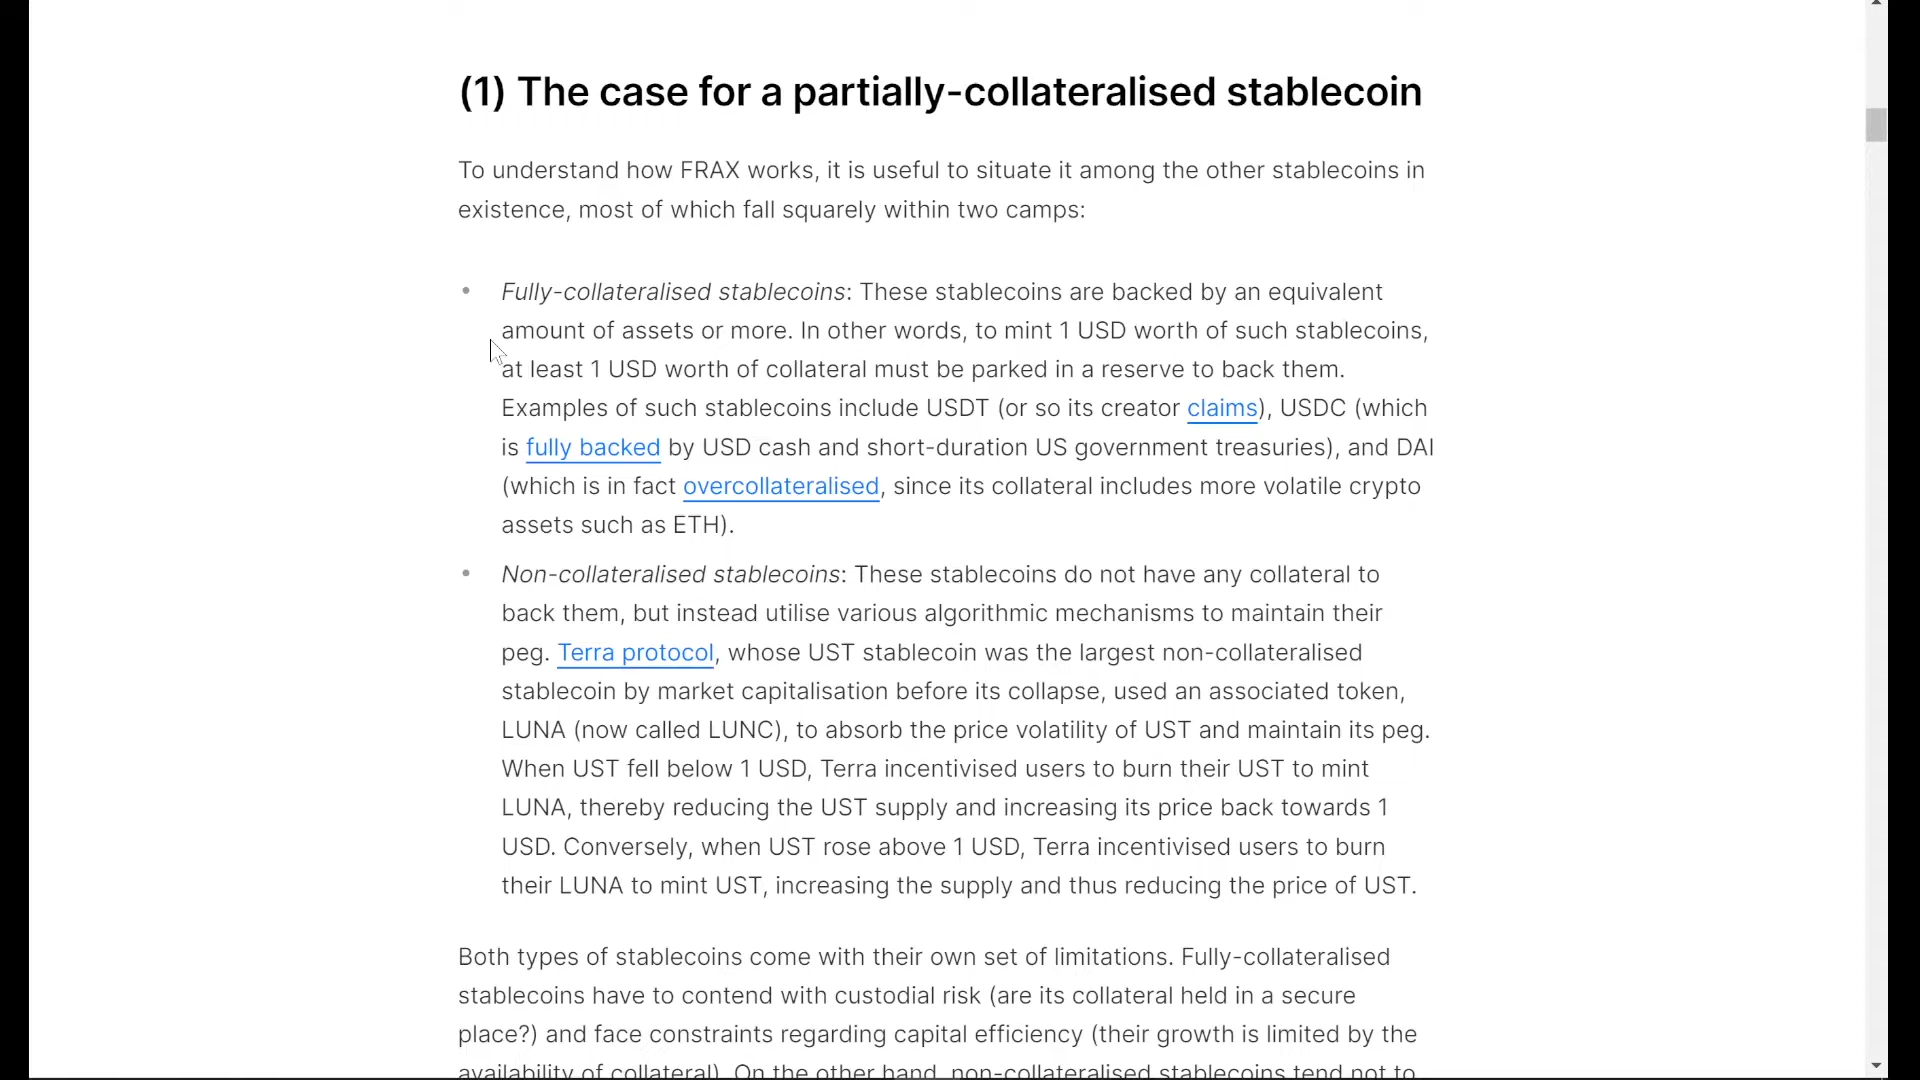 (1) The case for a partially-collateralised stablecoin
To understand how FRAX works, it is useful to situate it among the other stablecoins in
existence, most of which fall squarely within two camps:
• Fully-collateralised stablecoins: These stablecoins are backed by an equivalent
amount of assets or more. In other words, to mint 1 USD worth of such stablecoins,
at least 1 USD worth of collateral must be parked in a reserve to back them.
Examples of such stablecoins include USDT (or so its creator claims), USDC (which
is fully backed by USD cash and short-duration US government treasuries), and DAI
(which is in fact overcollateralised, since its collateral includes more volatile crypto
assets such as ETH).
• Non-collateralised stablecoins: These stablecoins do not have any collateral to
back them, but instead utilise various algorithmic mechanisms to maintain their
peg. Terra protocol, whose UST stablecoin was the largest non-collateralised
stablecoin by market capitalisation before its collapse, used an associated token,
LUNA (now called LUNC), to absorb the price volatility of UST and maintain its peg.
When UST fell below 1 USD, Terra incentivised users to burn their UST to mint
LUNA, thereby reducing the UST supply and increasing its price back towards 1
USD. Conversely, when UST rose above 1 USD, Terra incentivised users to burn
their LUNA to mint UST, increasing the supply and thus reducing the price of UST.
Both types of stablecoins come with their own set of limitations. Fully-collateralised
stablecoins have to contend with custodial risk (are its collateral held in a secure
place?) and face constraints regarding capital efficiency (their growth is limited by the
availability of collateral). On the other hand, non-collateralised stablecoins tend not to